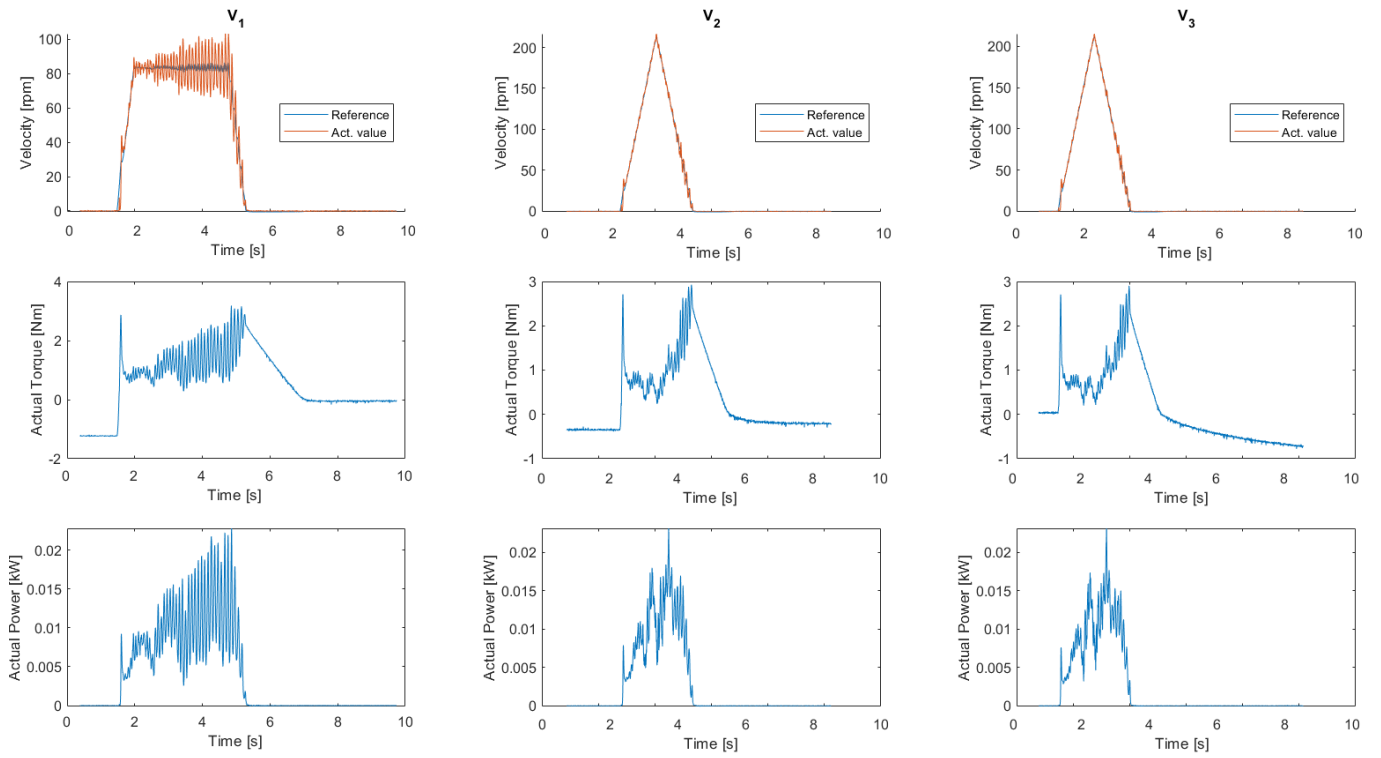 V1
V2
V3
100
80
60
40
20
0
Velocity [rpm]
Reference
Act. value
0 2 4 6 8 10
Time [s]
200
150
100
50
0
Velocity [rpm]
Reference
Act. value
0 2 4 6 8 10
Time [s]
200
150
100
50
0
Velocity [rpm]
Reference
Act. value
0 2 4 6 8 10
Time [s]
4
2
0
-2
Actual Torque [Nm]
0 2 4 6 8 10
Time [s]
3
2
1
0
-1
Actual Torque [Nm]
0 2 4 6 8 10
Time [s]
3
2
1
0
-1
Actual Torque [Nm]
0 2 4 6 8 10
Time [s]
0.02
0.015
0.01
0.005
0
Actual Power [kW]
0 2 4 6 8 10
Time [s]
0.02
0.015
0.01
0.005
0
Actual Power [kW]
0 2 4 6 8 10
Time [s]
0.02
0.015
0.01
0.005
0
Actual Power [kW]
0 2 4 6 8 10
Time [s]